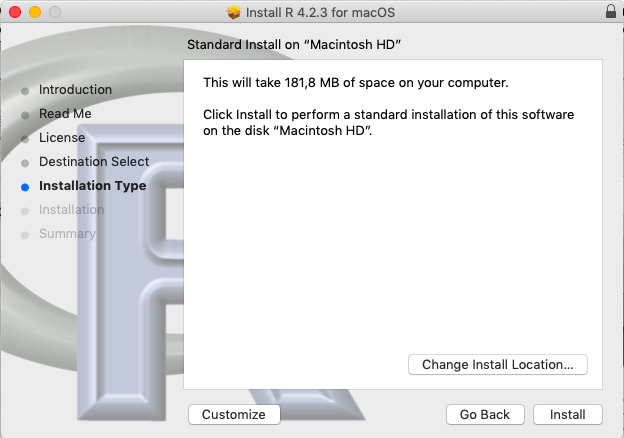 Install R 4.2.3 for macOS
Standard Install on “Macintosh HD”
Introduction
Read Me
License
Destination Select
Installation Type
Installation
Summary
This will take 181,8 MB of space on your computer.
Click Install to perform a standard installation of this software
on the disk “Macintosh HD”.
Change Install Location...
Customize
Go Back
Install